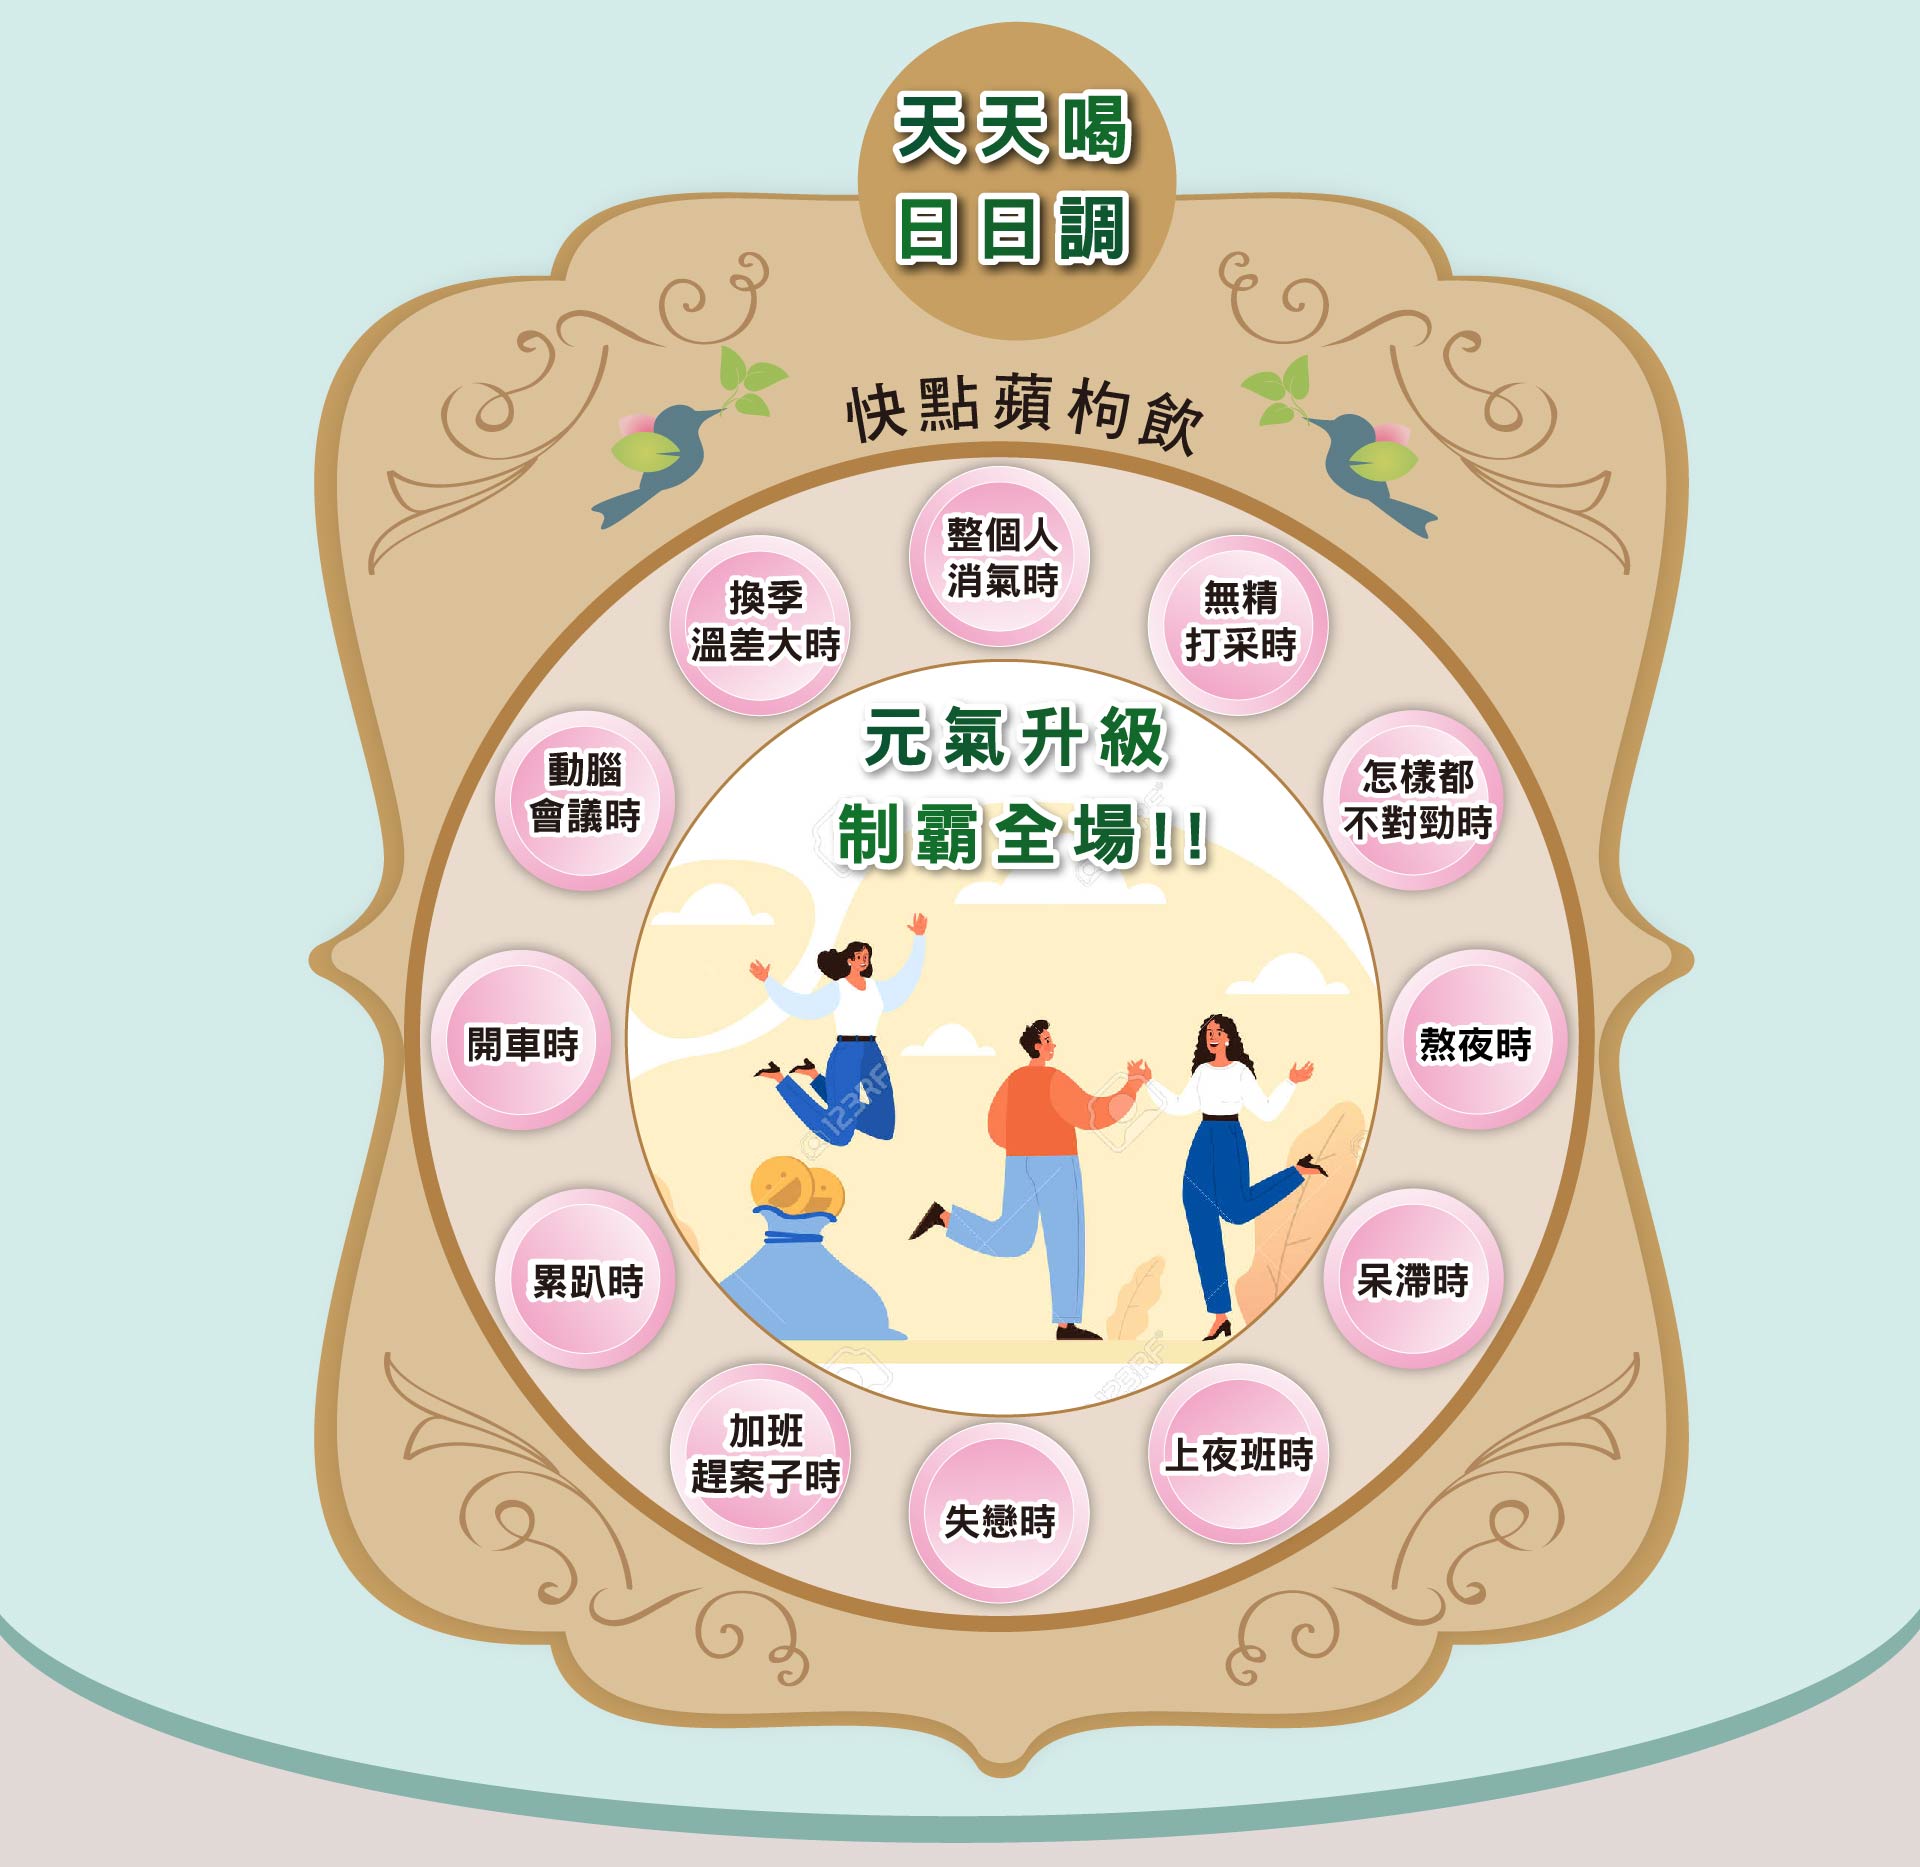 天天喝
日日調
快點蘋枸飲
整個人
消氣時
無精
打采時
怎樣都
不對勁時
熬夜時
呆滯時
上夜班時
失戀時
加班
趕案子時
累趴時
開車時
動腦
會議時
換季
溫差大時
元氣升級
制霸全場!!
@123RF
123RF®